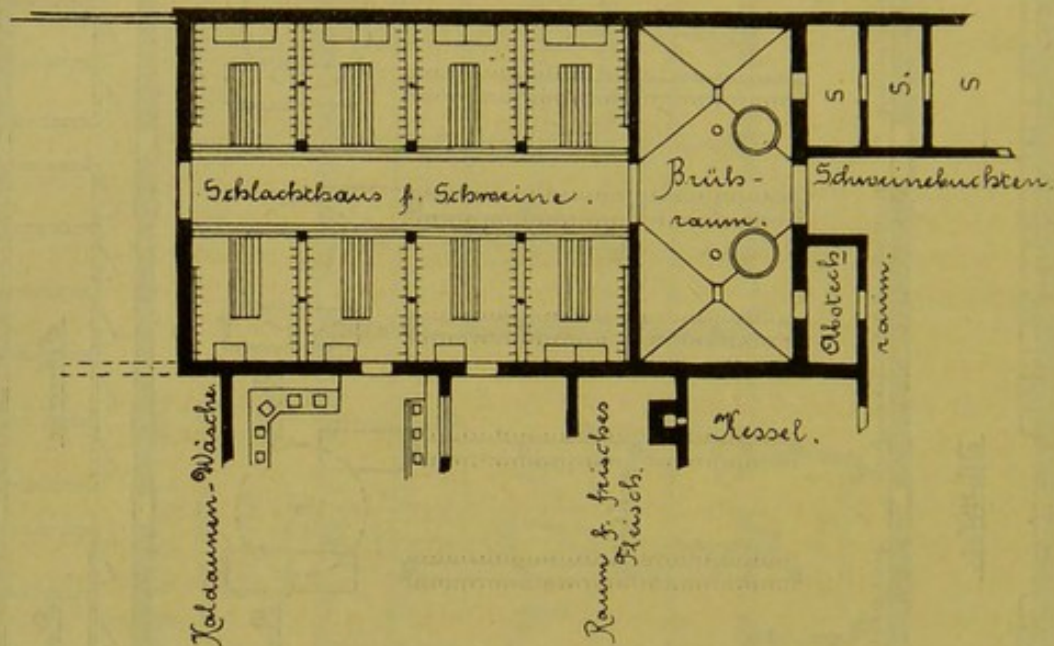 S.
S.
S
Schlachthaus f. Schweine.
Brüh-
raum.
Schweinebuchten
Abstech
raum.
Kaldaunen-Wäsche.
Raum f. frisches
Fleisch.
Kessel.